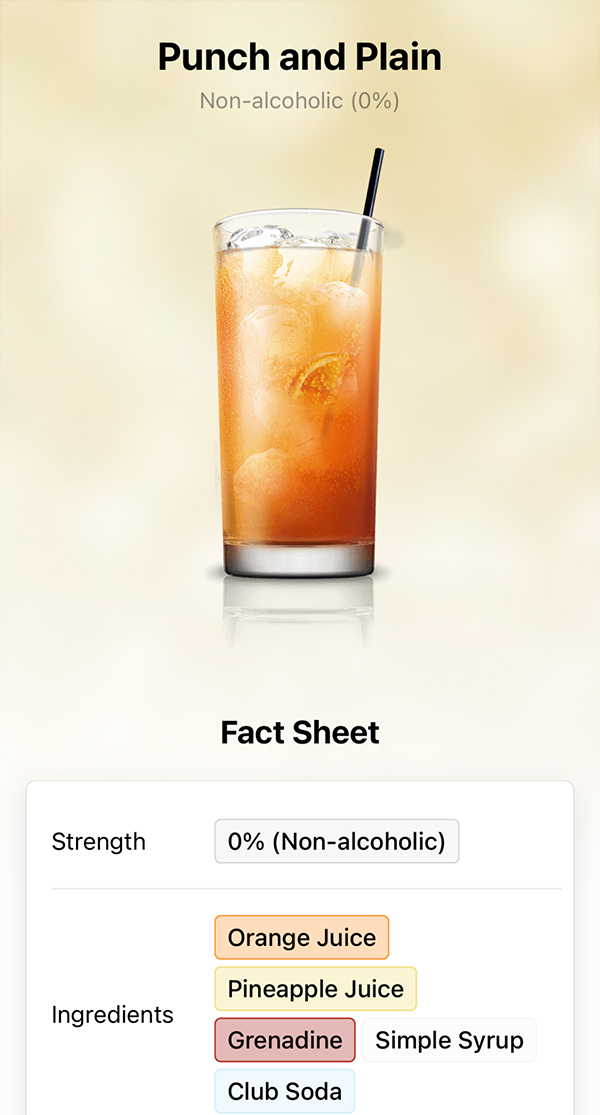 Punch and Plain
Non-alcoholic (0%)
Fact Sheet
Strength
0% (Non-alcoholic)
Ingredients
Orange Juice
Pineapple Juice
Grenadine Simple Syrup
Club Soda